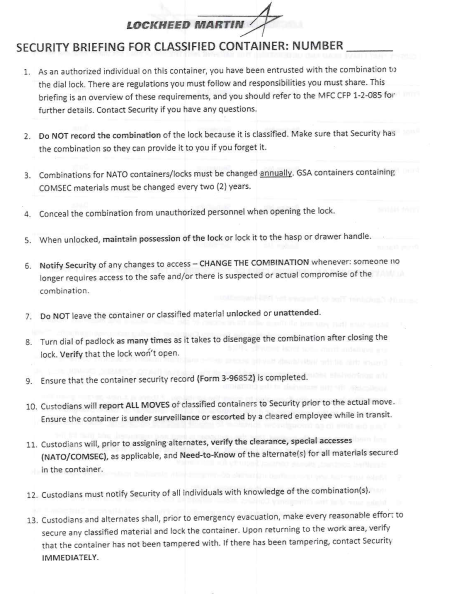 LOCKHEED MARTIN
SECURITY BRIEFING FOR CLASSIFIED CONTAINER: NUMBER ______
1. As an authorized individual on this container, you have been entrusted with the combination to
the dial lock. There are regulations you must follow and responsibilities you must share. This
briefing is an overview of these requirements, and you should refer to the MFC CFP 1-2-085 for
further details. Contact Security if you have any questions.
2. Do NOT record the combination of the lock because it is classified. Make sure that Security has
the combination so they can provide it to you if you forget it.
3. Combinations for NATO containers/locks must be changed annually. GSA containers containing
COMSEC materials must be changed every two (2) years.
4. Conceal the combination from unauthorized personnel when opening the lock.
5. When unlocked, maintain possession of the lock or lock it to the hasp or drawer handle.
6. Notify Security of any changes to access – CHANGE THE COMBINATION whenever: someone no
longer requires access to the safe and/or there is suspected or actual compromise of the
combination.
7. Do NOT leave the container or classified material unlocked or unattended.
8. Turn dial of padlock as many times as it takes to disengage the combination after closing the
lock. Verify that the lock won't open.
9. Ensure that the container security record (Form 3-96852) is completed.
10. Custodians will report ALL MOVES of classified containers to Security prior to the actual move.
Ensure the container is under surveillance or escorted by a cleared employee while in transit.
11. Custodians will, prior to assigning alternates, verify the clearance, special accesses
(NATO/COMSEC), as applicable, and Need-to-Know of the alternate(s) for all materials secured
in the container.
12. Custodians must notify Security of all individuals with knowledge of the combination(s).
13. Custodians and alternates shall, prior to emergency evacuation, make every reasonable effort to
secure any classified material and lock the container. Upon returning to the work area, verify
that the container has not been tampered with. If there has been tampering, contact Security
IMMEDIATELY.